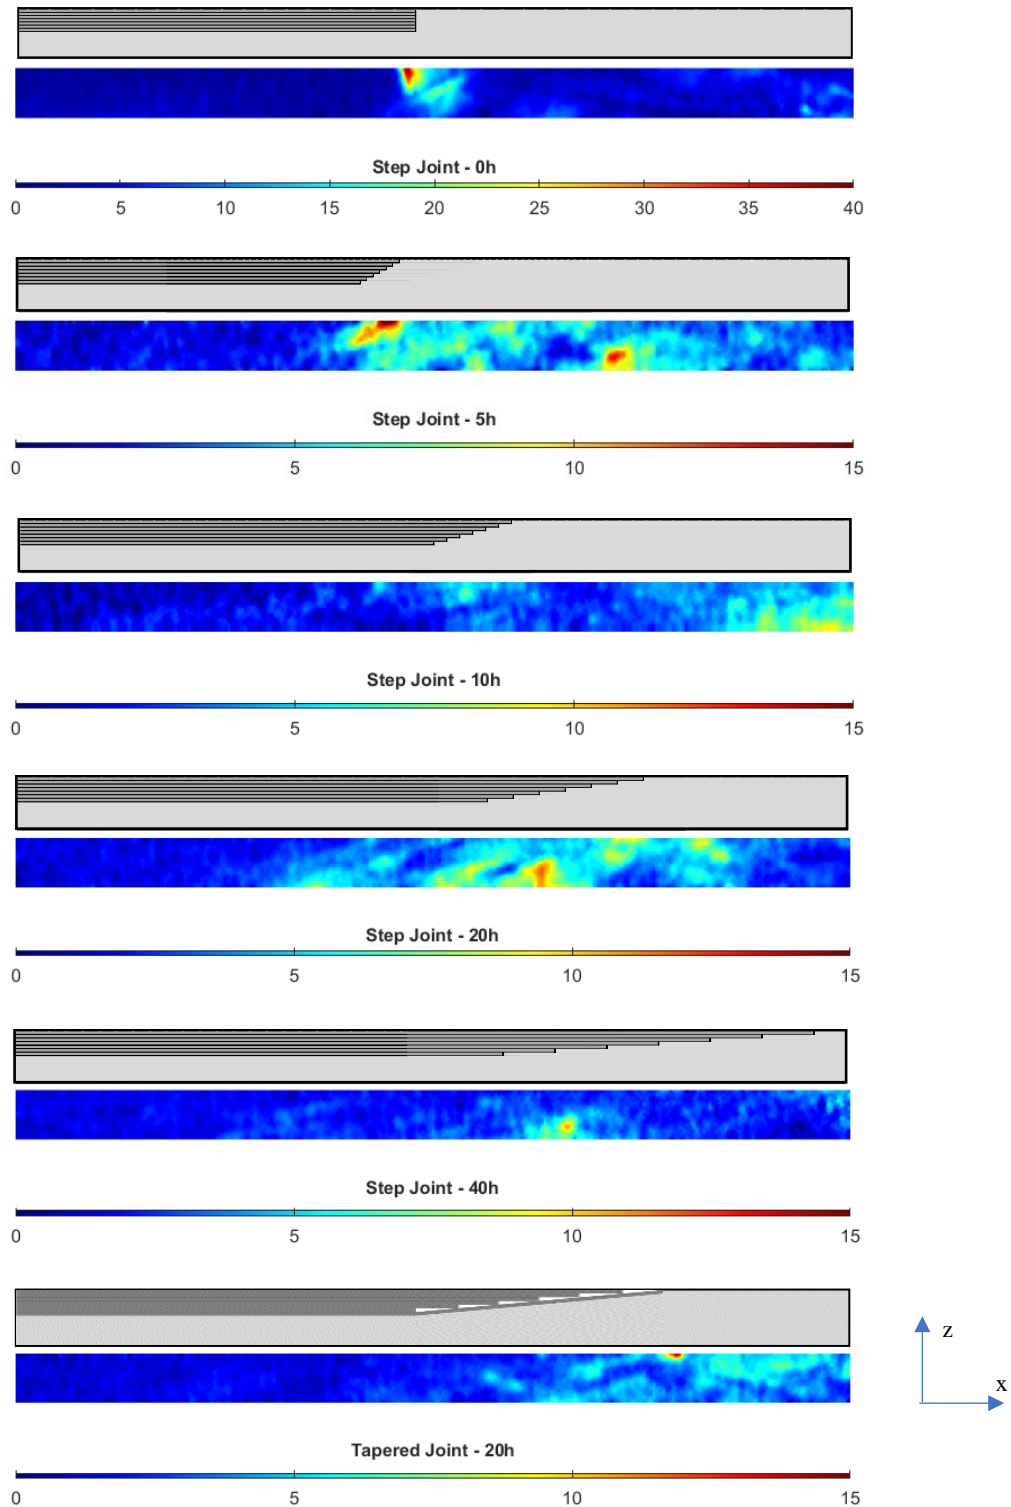 Step Joint - 0h
0 5 10 15 20 25 30 35 40
Step Joint - 5h
0 5 10 15
Step Joint - 10h
0 5 10 15
Step Joint - 20h
0 5 10 15
Step Joint - 40h
0 5 10 15
z
x
Tapered Joint - 20h
0 5 10 15